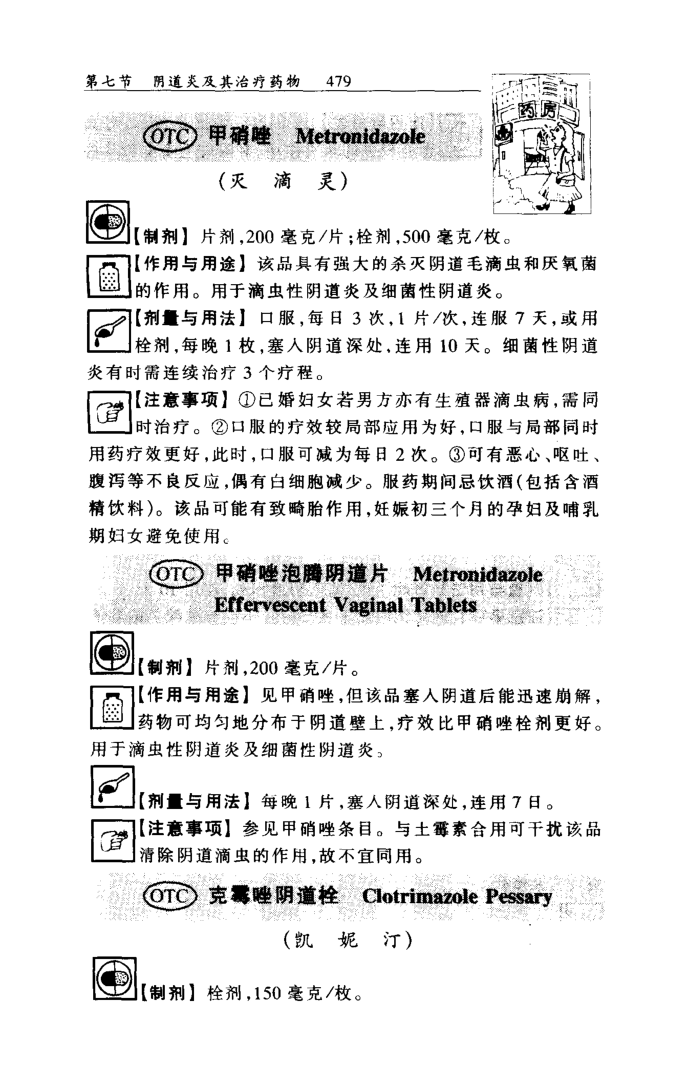 第七节 阴道炎及其治疗药物 479
药房
OTC 甲硝唑 Metronidazole
(灭滴灵)
【制剂】片剂,200毫克/片;栓剂,500毫克/枚。
【作用与用途】该品具有强大的杀灭阴道毛滴虫和厌氧菌
的作用。用于滴虫性阴道炎及细菌性阴道炎。
【剂量与用法】口服,每日3次,1片/次,连服7天,或用
栓剂,每晚1枚,塞入阴道深处,连用10天。细菌性阴道
炎有时需连续治疗3个疗程。
【注意事项】①已婚妇女若男方亦有生殖器滴虫病,需同
时治疗。②口服的疗效较局部应用为好,口服与局部同时
用药疗效更好,此时,口服可减为每日2次。③可有恶心、呕吐、
腹泻等不良反应,偶有白细胞减少。服药期间忌饮酒(包括含酒
精饮料)。该品可能有致畸胎作用,妊娠初三个月的孕妇及哺乳
期妇女避免使用。
OTC 甲硝唑泡腾阴道片 Metronidazole
Effervescent Vaginal Tablets
【制剂】片剂,200毫克/片。
【作用与用途】见甲硝唑,但该品塞入阴道后能迅速崩解,
药物可均匀地分布于阴道壁上,疗效比甲硝唑栓剂更好。
用于滴虫性阴道炎及细菌性阴道炎。
【剂量与用法】每晚1片,塞入阴道深处,连用7日。
【注意事项】参见甲硝唑条目。与土霉素合用可干扰该品
清除阴道滴虫的作用,故不宜同用。
OTC 克霉唑阴道栓 Clotrimazole Pessary
(凯妮汀)
【制剂】栓剂,150毫克/枚。